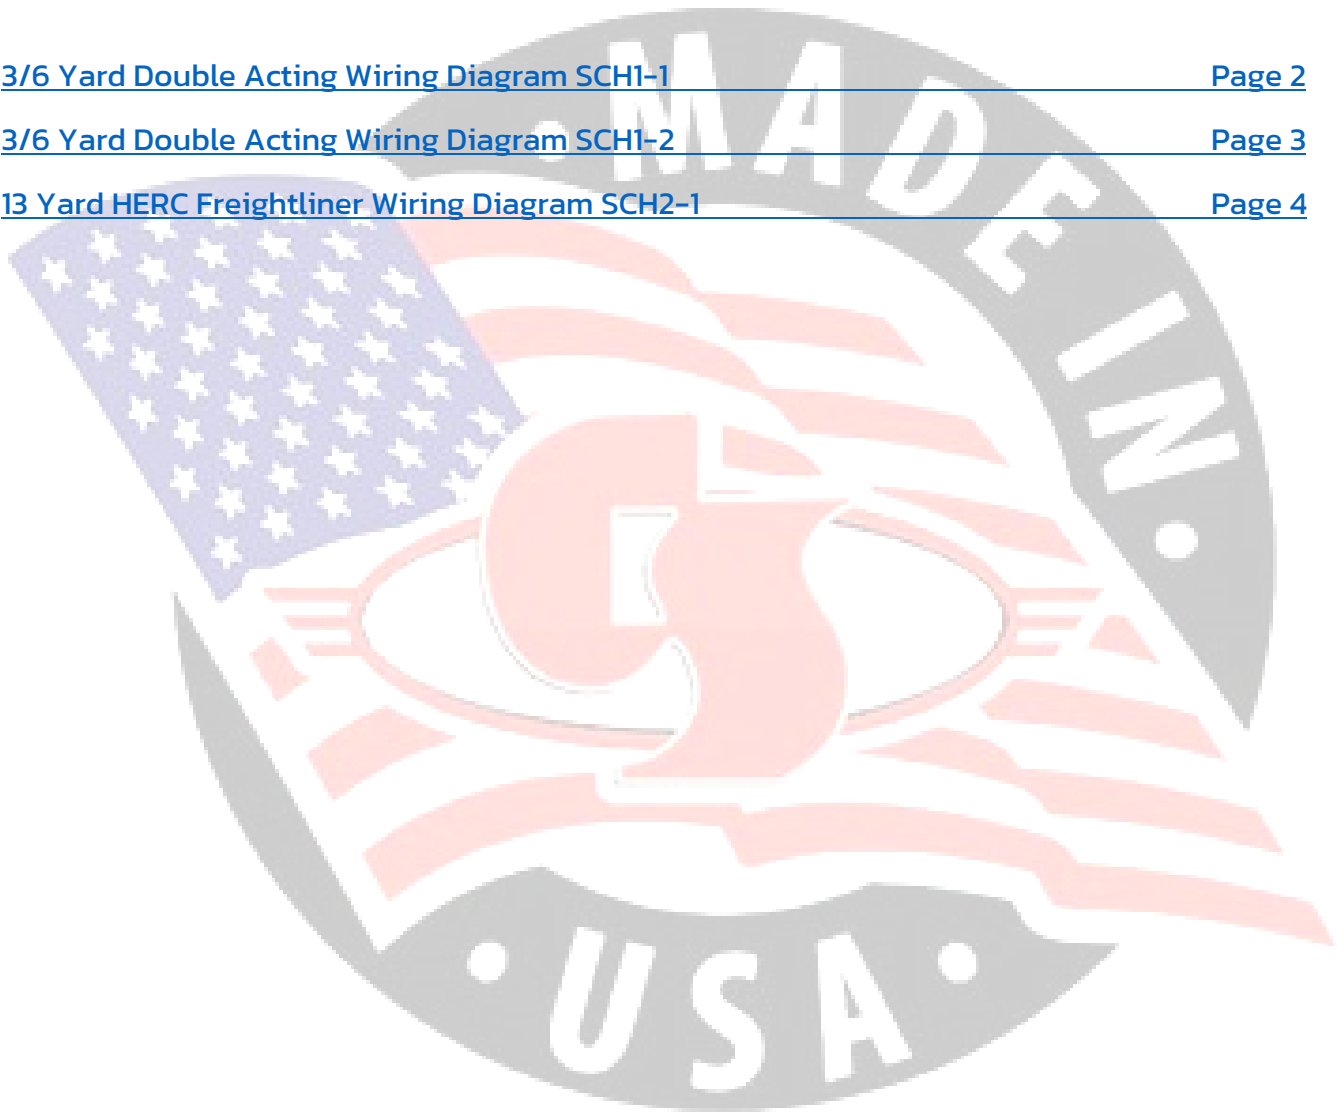 3/6 Yard Double Acting Wiring Diagram SCH1-1 Page 2
3/6 Yard Double Acting Wiring Diagram SCH1-2 Page 3
13 Yard HERC Freightliner Wiring Diagram SCH2-1 Page 4
• MADE IN •
• USA •